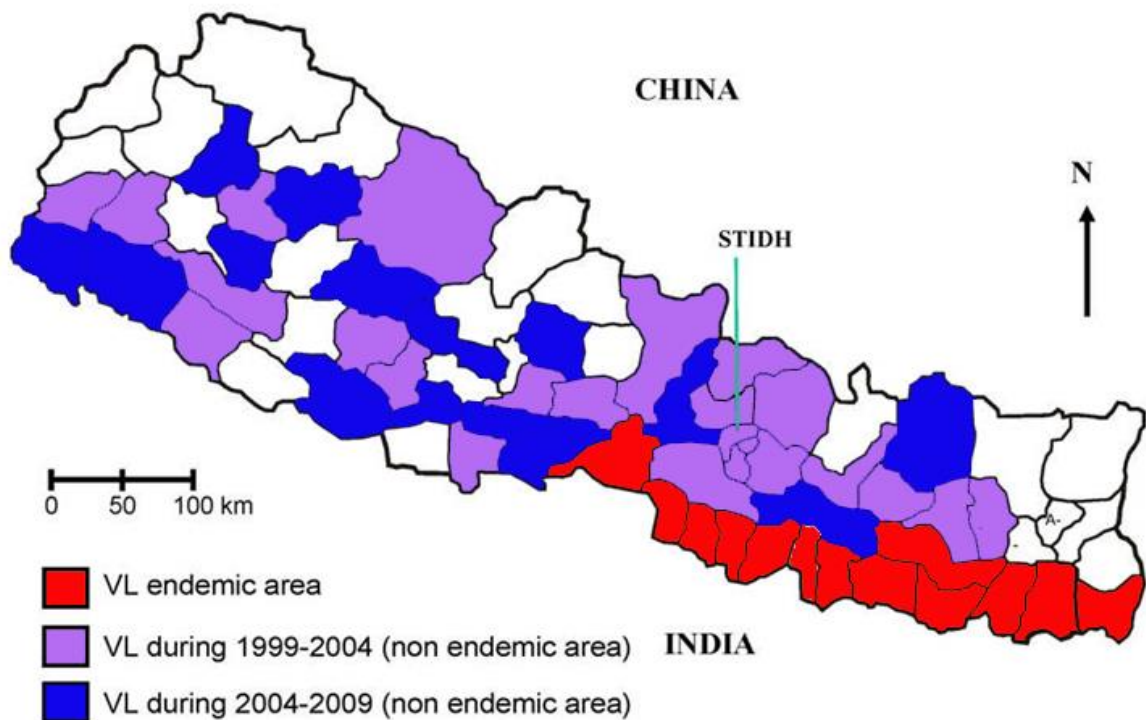 CHINA
N
STIDH
0 50 100 km
A-
-
VL endemic area
VL during 1999-2004 (non endemic area)
INDIA
VL during 2004-2009 (non endemic area)